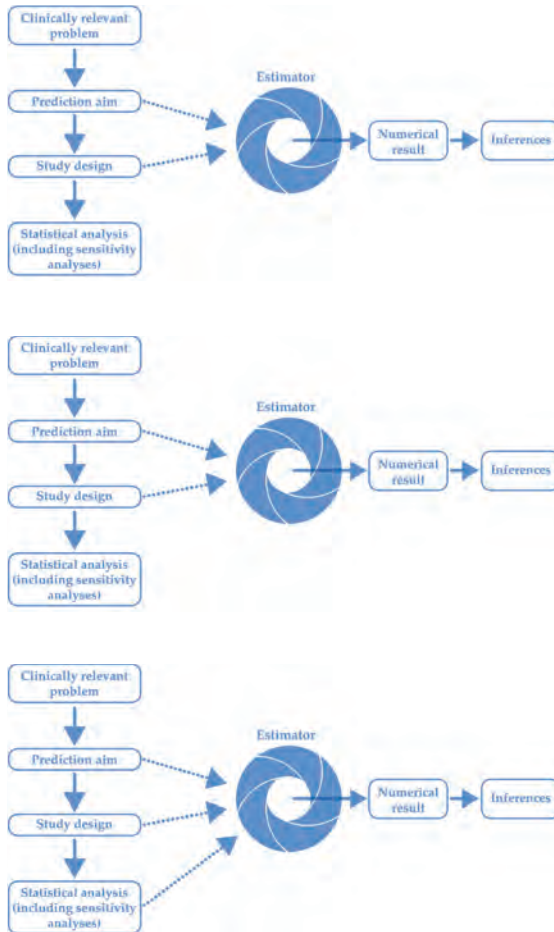 Clinically relevant
problem
Estimator
Prediction aim
Numerical
result
Inferences
Study design
Statistical analysis
(including sensitivity
analyses)
Clinically relevant
problem
Estimator
Prediction aim
Numerical
result
Inferences
Study design
Statistical analysis
(including sensitivity
analyses)
Clinically relevant
problem
Estimator
Prediction aim
Numerical
result
Inferences
Study design
Statistical analysis
(including sensitivity
analyses)